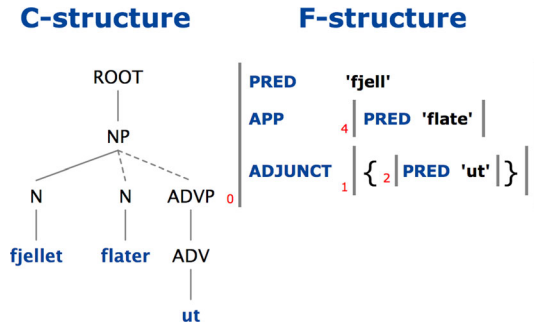 C-structure F-structure
ROOT
NP
N N ADVP
fjellet flater ADV
ut
0
PRED 'fjell'
APP 4 PRED 'flate'
ADJUNCT 1 { 2 PRED 'ut' }